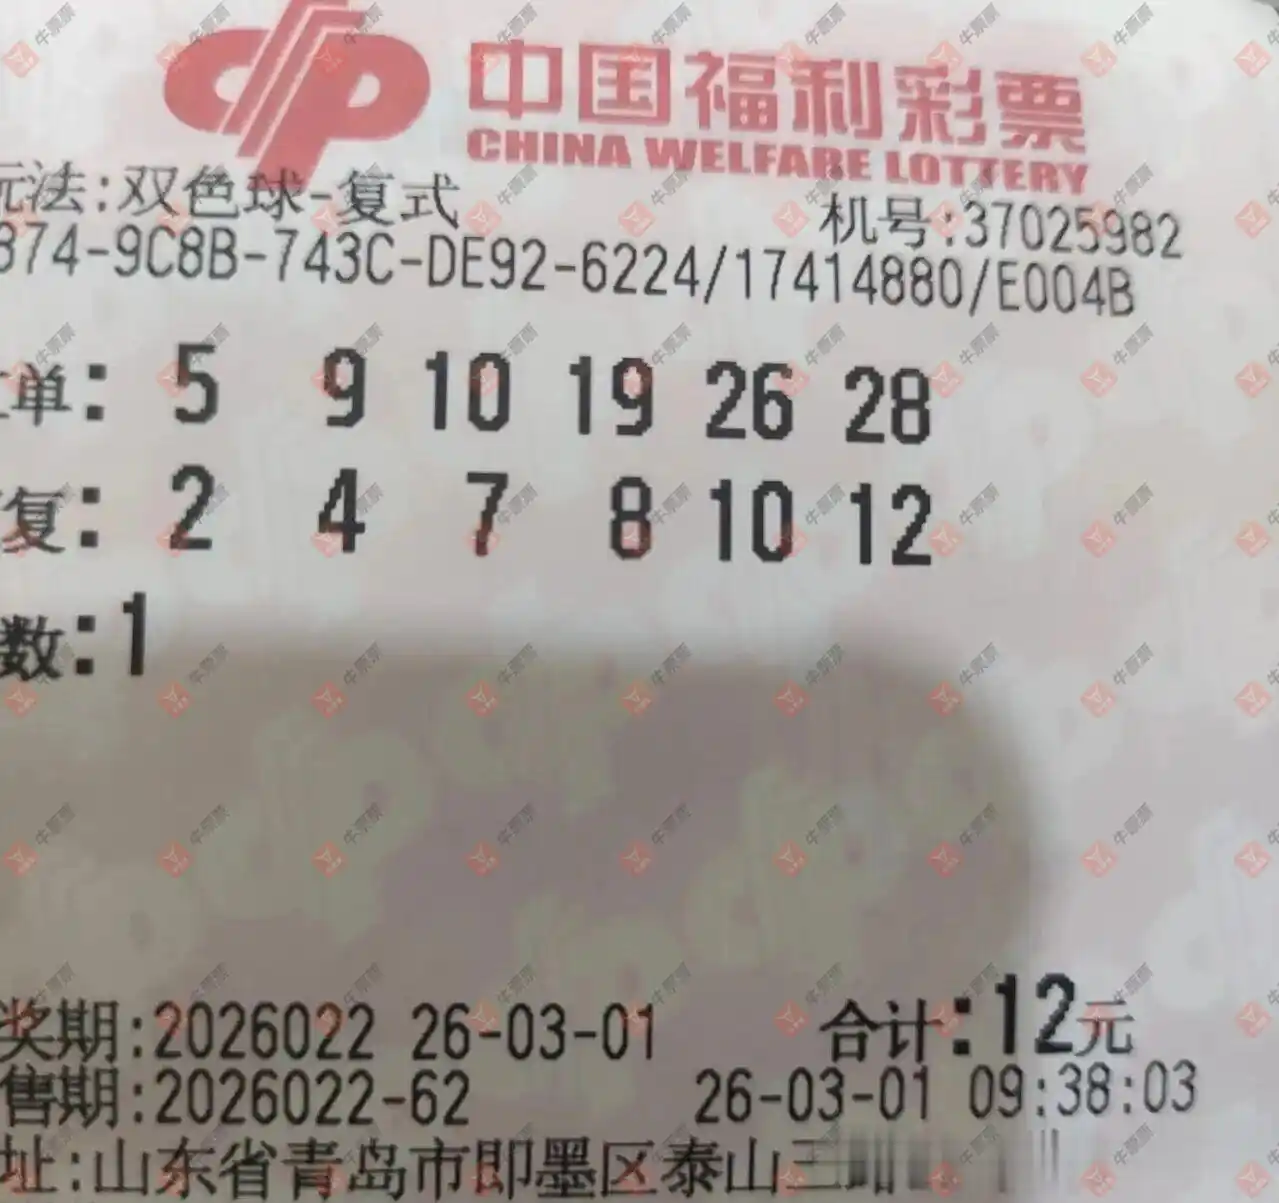 中国福利彩票
CHINA WELFARE LOTTERY
玩法:双色球-复式
机号:37025982
874-9C8B-743C-DE92-6224/17414880/E004B
单: 5 9 10 19 26 28
复: 2 4 7 8 10 12
数:1
奖期:2026022 26-03-01 合计:12元
售期:2026022-62 26-03-01 09:38:03
址:山东省青岛市即墨区泰山三